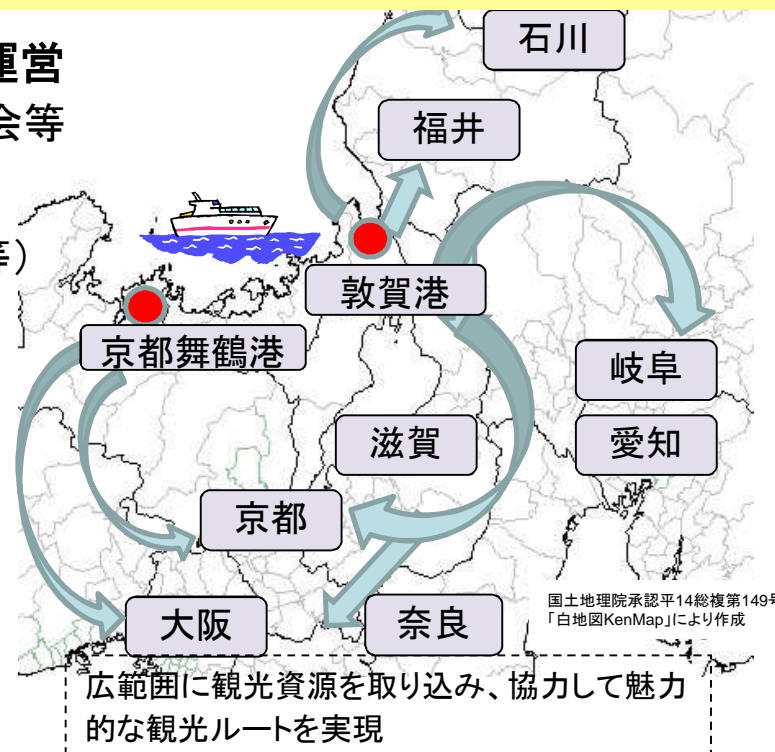 運営
会等
等）
石川
福井
敦賀港
京都舞鶴港
岐阜
滋賀
愛知
京都
大阪
奈良
国土地理院承認平14総複第149号
「白地図KenMap」により作成
広範囲に観光資源を取り込み、協力して魅力
的な観光ルートを実現